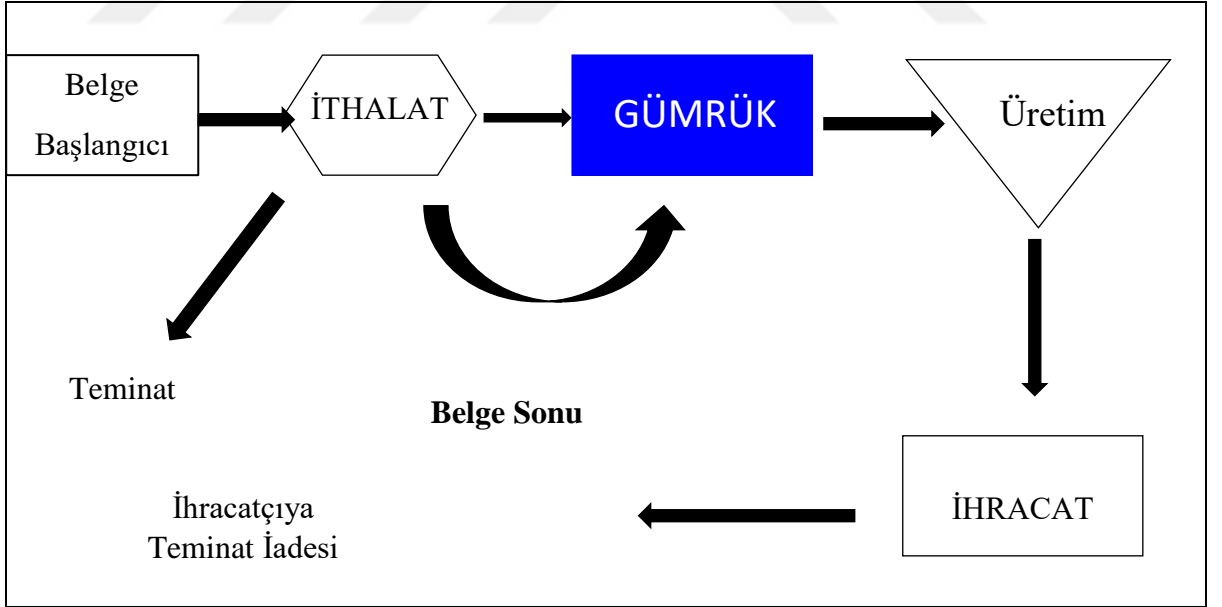 Belge
Başlangıcı
İTHALAT
GÜMRÜK
Üretim
Teminat
Belge Sonu
İhracatçıya
Teminat İadesi
İHRACAT